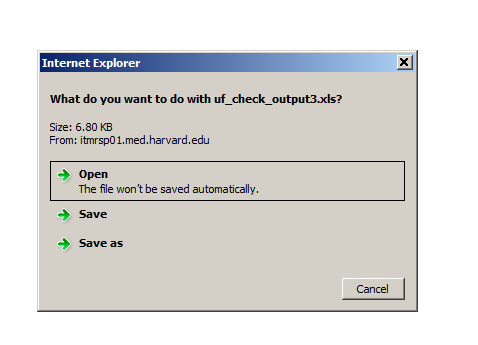 Internet Explorer
What do you want to do with uf_check_output3.xls?
Size: 6.80 KB
From: itmrsp01.med.harvard.edu
Open
The file won't be saved automatically.
Save
Save as
Cancel